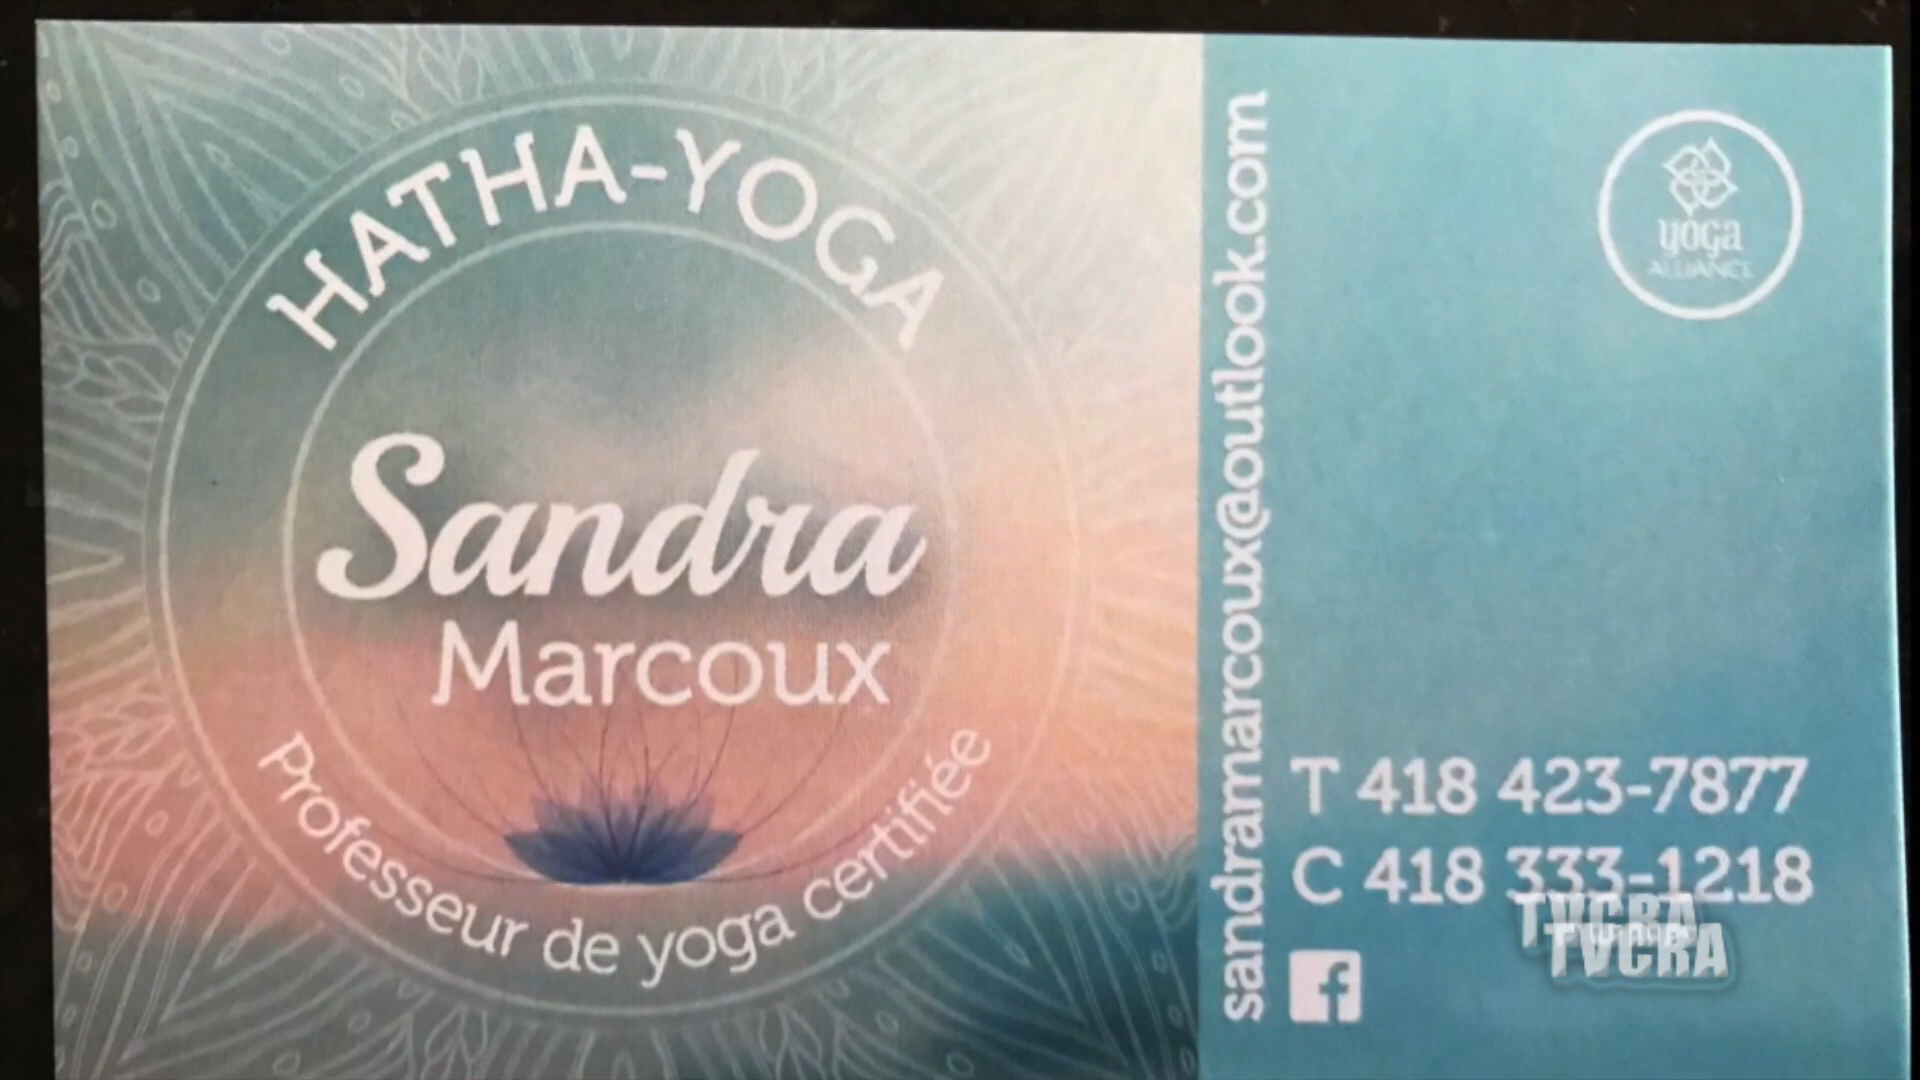 HATHA-YOGA
Sandra
Marcoux
Professeur de yoga certifiée
sandramarcoux@outlook.com
yoga
ALLIANCE
T 418 423-7877
C 418 333-1218
TVCRA
TVCRA